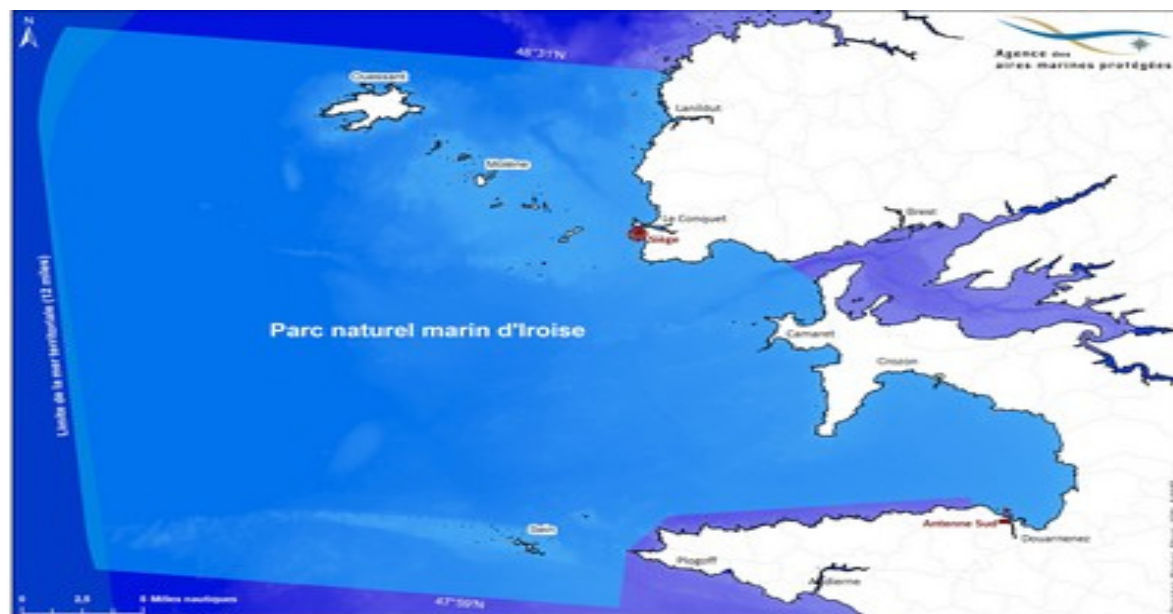 N
48°31'N
Agence des
aires marines protégées
Ouessant
Lanildut
Molène
Le Conquet
Siège
Brest
Limite de la mer territoriale (12 miles)
Parc naturel marin d'Iroise
Camaret
Crozon
Sein
Antenne Sud
Douarnenez
Plogoff
Audierne
0 2,5 5 Milles nautiques
47°59'N